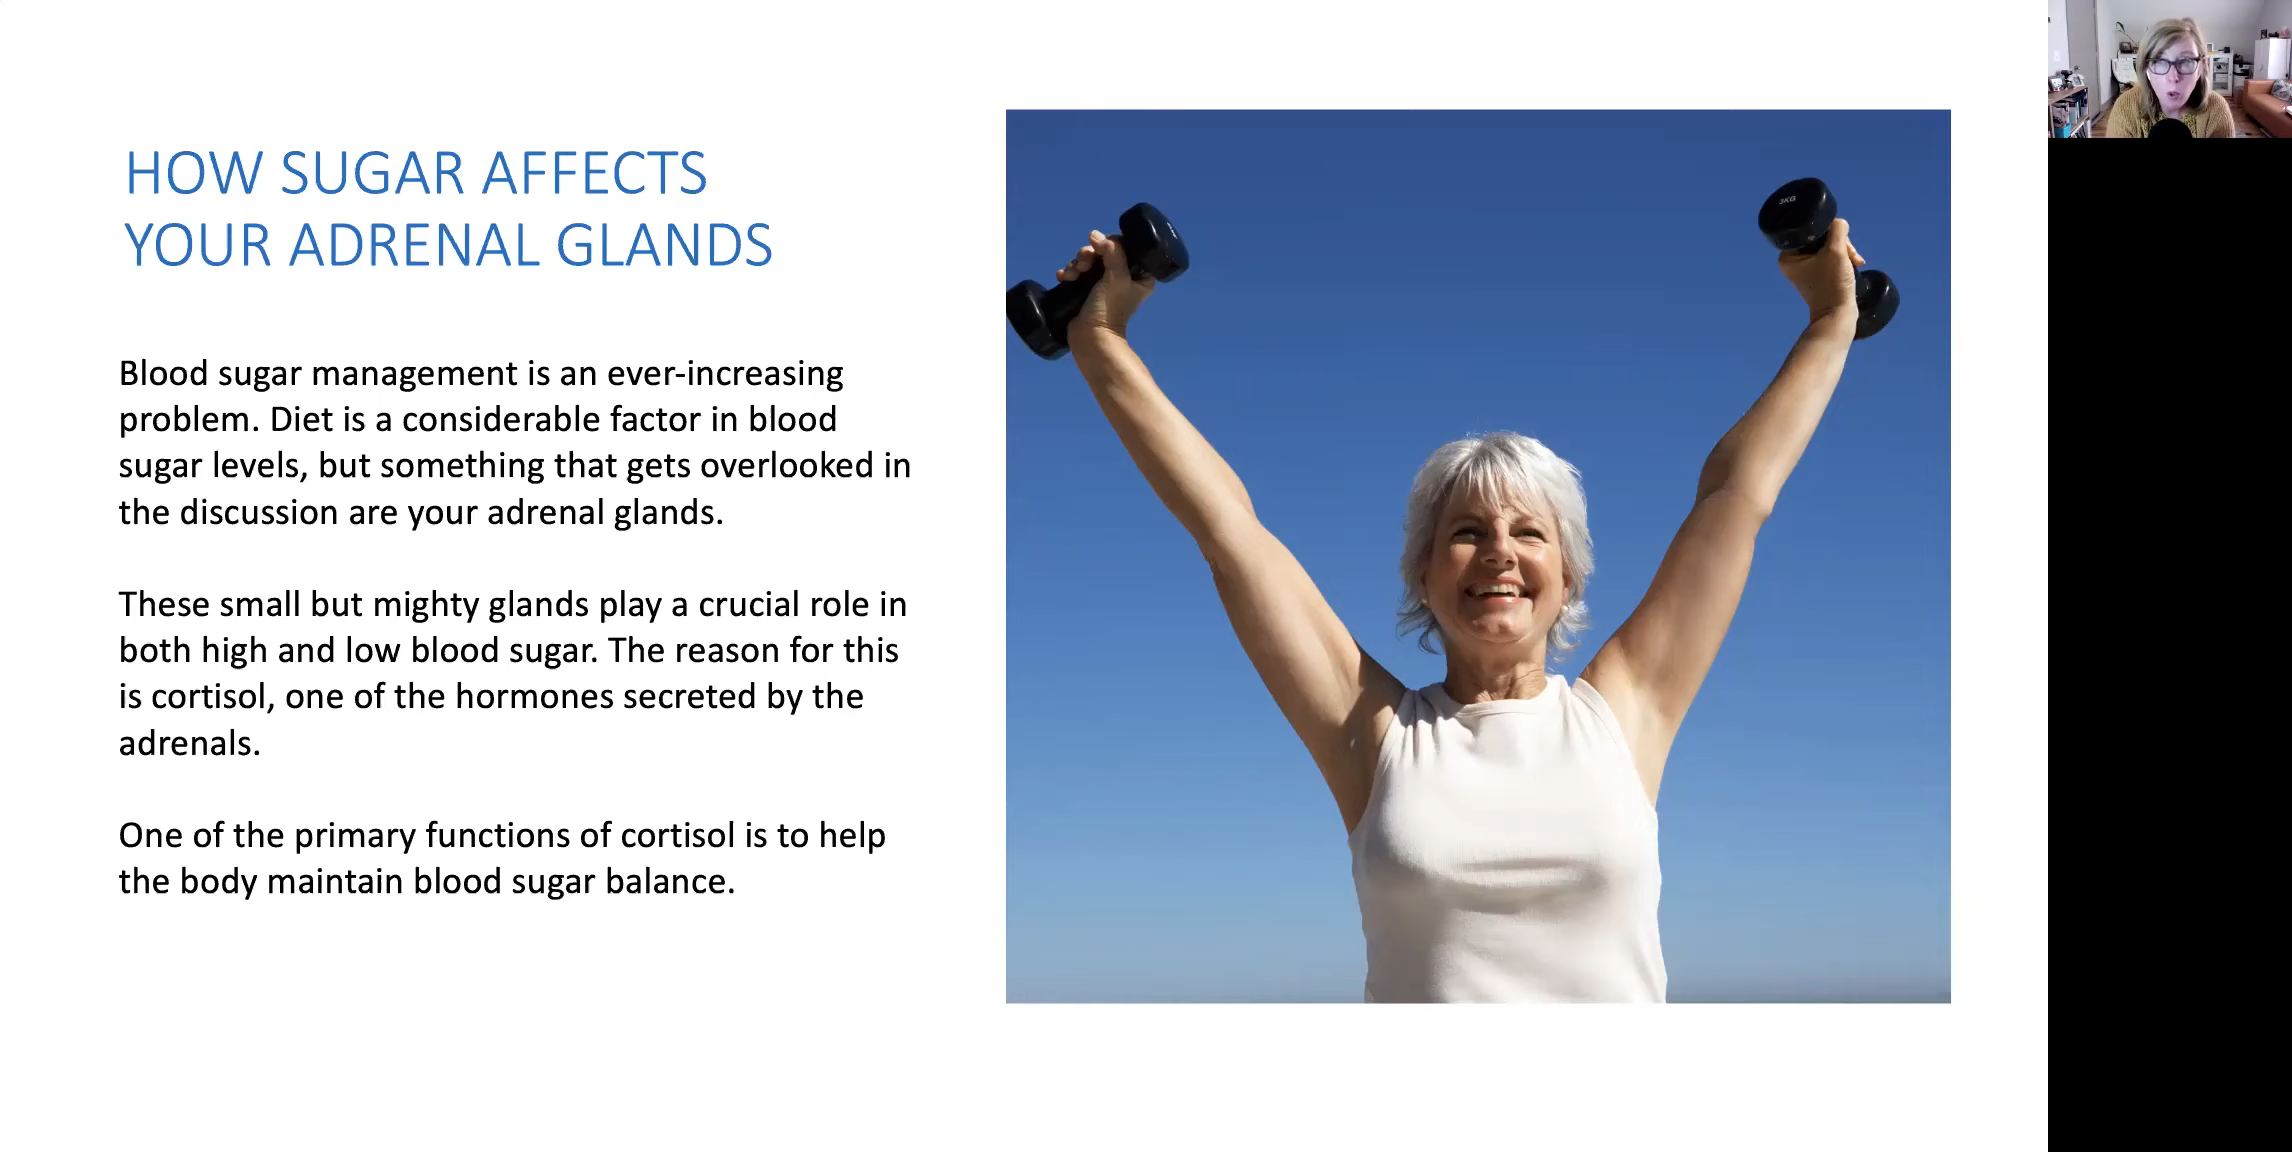 HOW SUGAR AFFECTS
YOUR ADRENAL GLANDS
Blood sugar management is an ever-increasing
problem. Diet is a considerable factor in blood
sugar levels, but something that gets overlooked in
the discussion are your adrenal glands.
These small but mighty glands play a crucial role in
both high and low blood sugar. The reason for this
is cortisol, one of the hormones secreted by the
adrenals.
One of the primary functions of cortisol is to help
the body maintain blood sugar balance.
3KG